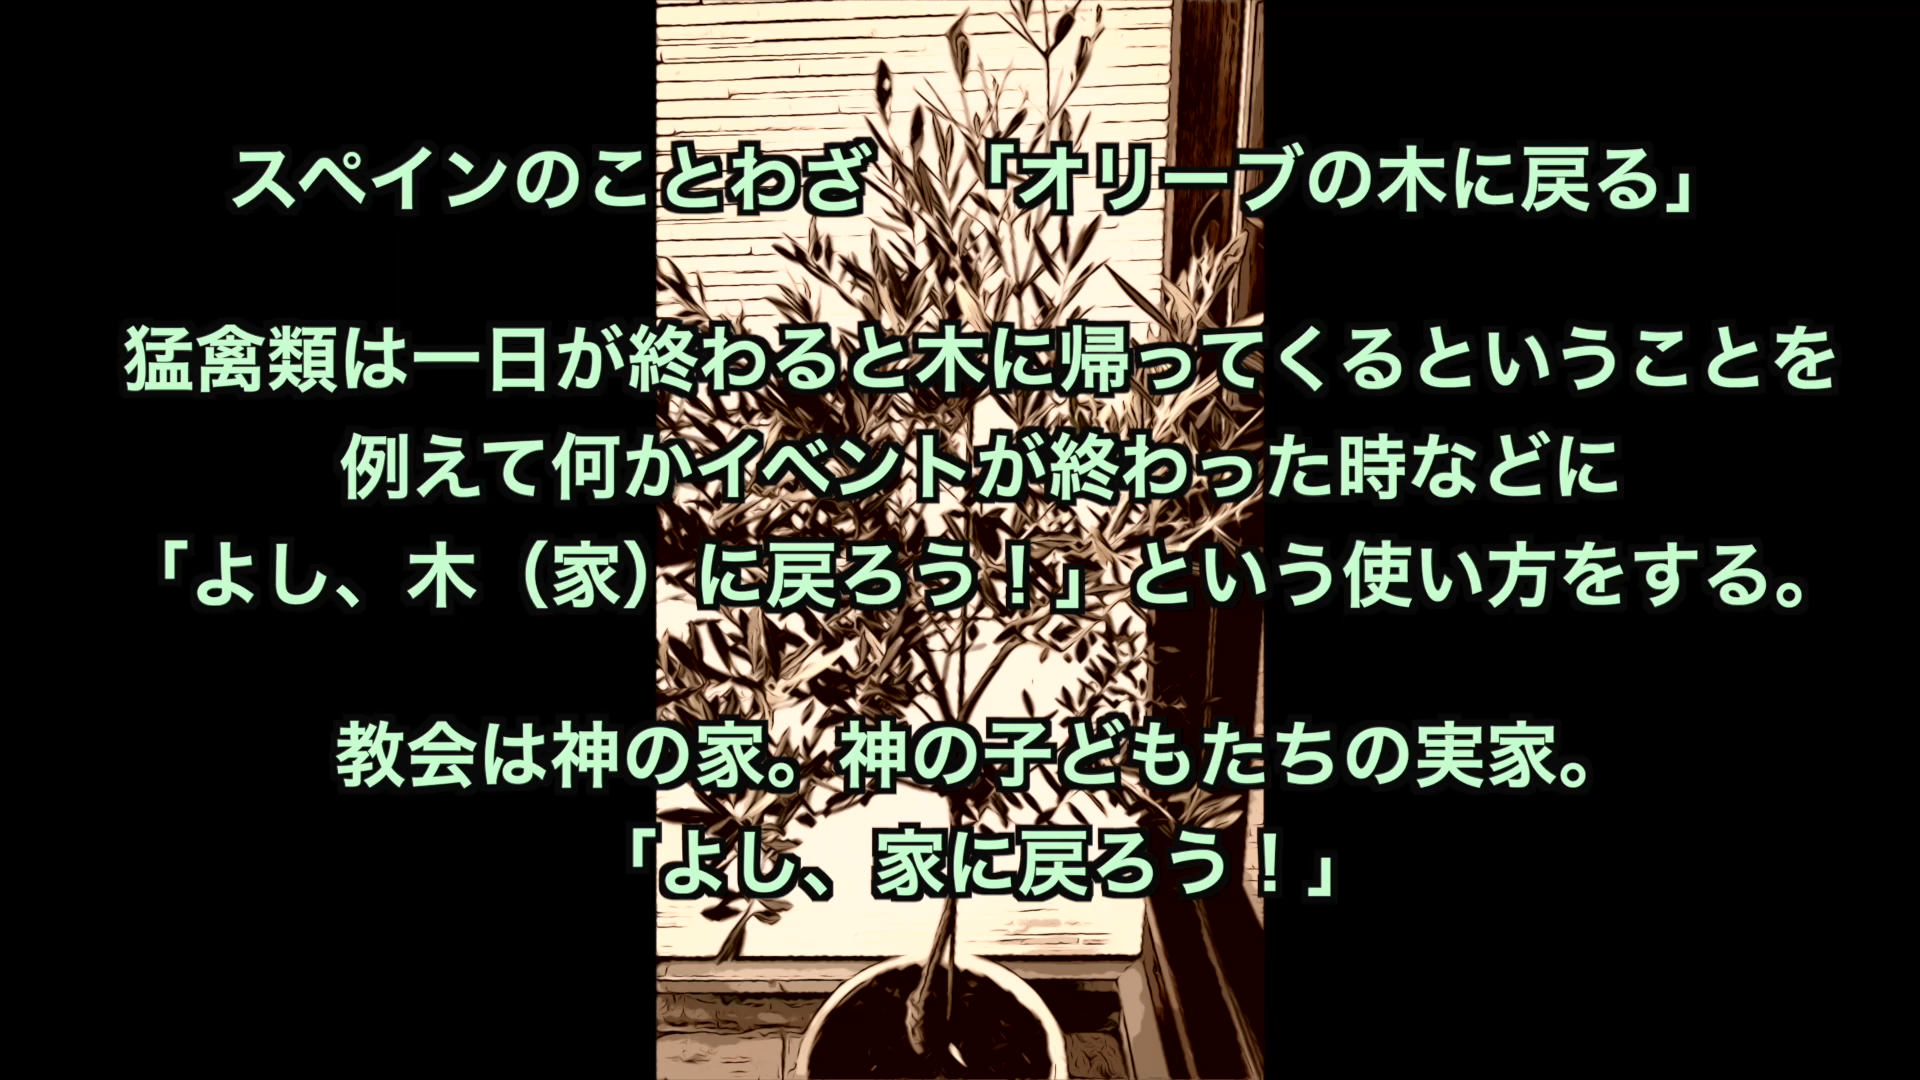 スペインのことわざ　「オリーブの木に戻る」
猛禽類は一日が終わると木に帰ってくるということを
例えて何かイベントが終わった時などに
「よし、木（家）に戻ろう！」という使い方をする。
教会は神の家。神の子どもたちの実家。
「よし、家に戻ろう！」